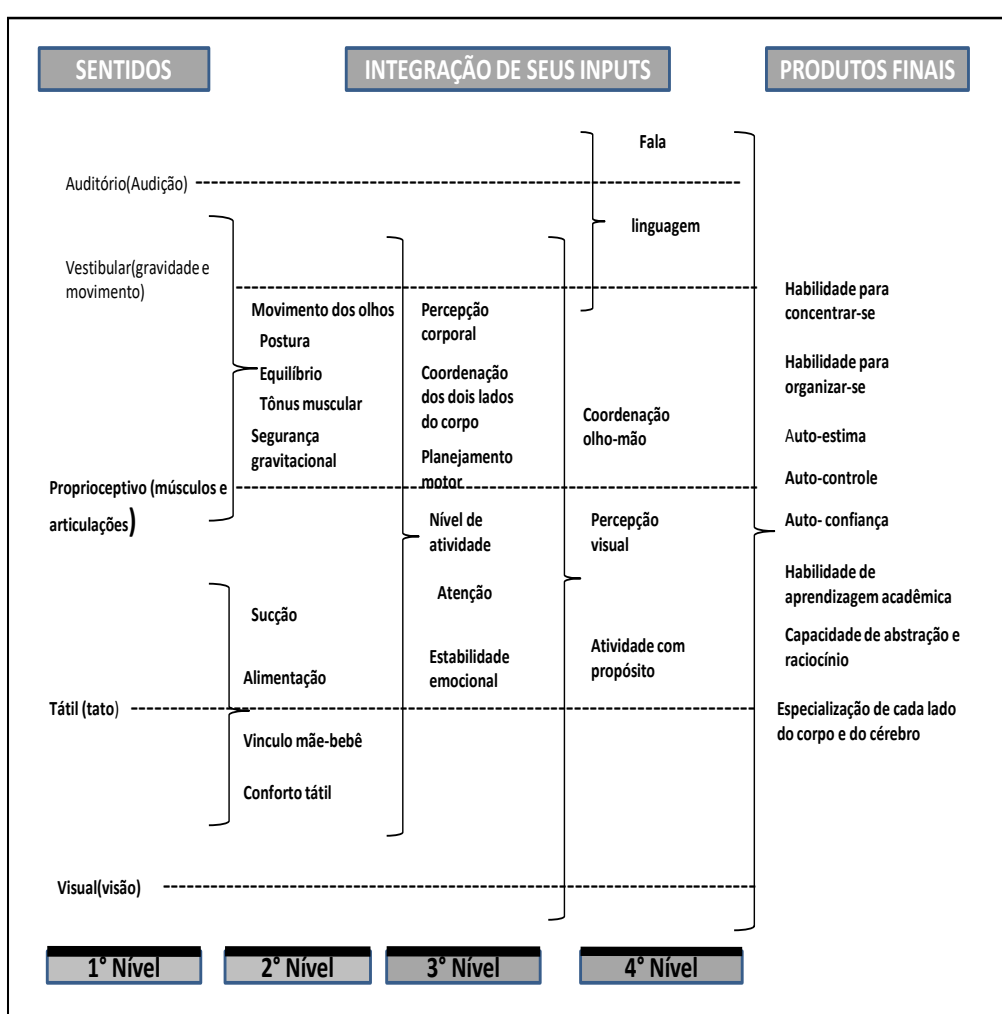 SENTIDOS
INTEGRAÇÃO DE SEUS INPUTS
PRODUTOS FINAIS
Auditório(Audição)
Vestibular(gravidade e
movimento)
Proprioceptivo (músculos e
articulações)
Tátil (tato)
Visual(visão)
Movimento dos olhos
Postura
Equilíbrio
Tônus muscular
Segurança
gravitacional
Sucção
Alimentação
Vinculo mãe-bebê
Conforto tátil
Percepção
corporal
Coordenação
dos dois lados
do corpo
Planejamento
motor
Nível de
atividade
Atenção
Estabilidade
emocional
Fala
linguagem
Coordenação
olho-mão
Percepção
visual
Atividade com
propósito
Habilidade para
concentrar-se
Habilidade para
organizar-se
Auto-estima
Auto-controle
Auto- confiança
Habilidade de
aprendizagem acadêmica
Capacidade de abstração e
raciocínio
Especialização de cada lado
do corpo e do cérebro
1° Nível
2° Nível
3° Nível
4° Nível